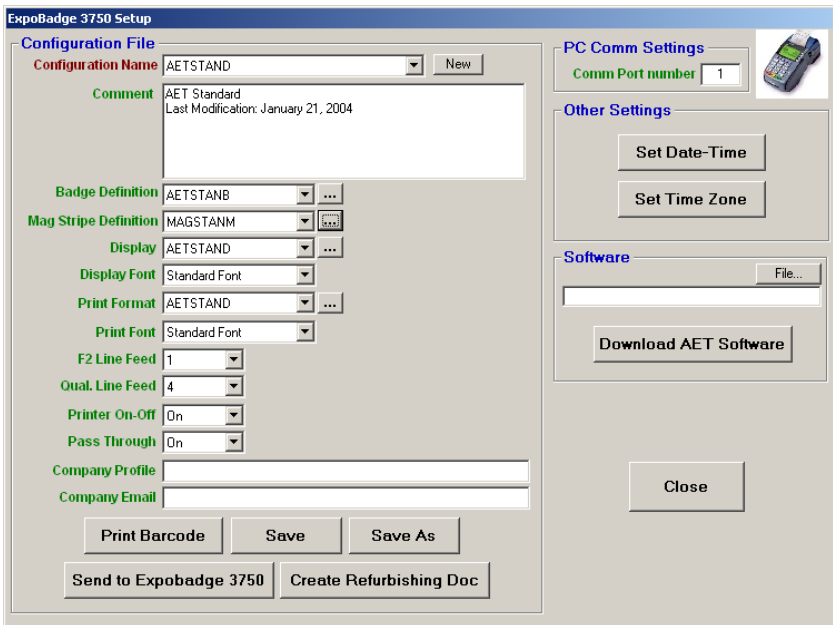 ExpoBadge 3750 Setup
Configuration File
Configuration Name AETSTAND New
Comment AET Standard
Last Modification: January 21, 2004
Badge Definition AETSTANB ...
Mag Stripe Definition MAGSTANM ...
Display AETSTAND ...
Display Font Standard Font
Print Format AETSTAND ...
Print Font Standard Font
F2 Line Feed 1
Qual. Line Feed 4
Printer On-Off On
Pass Through On
Company Profile
Company Email
Print Barcode Save Save As
Send to Expobadge 3750 Create Refurbishing Doc
PC Comm Settings
Comm Port number 1
Other Settings
Set Date-Time
Set Time Zone
Software
File...
Download AET Software
Close